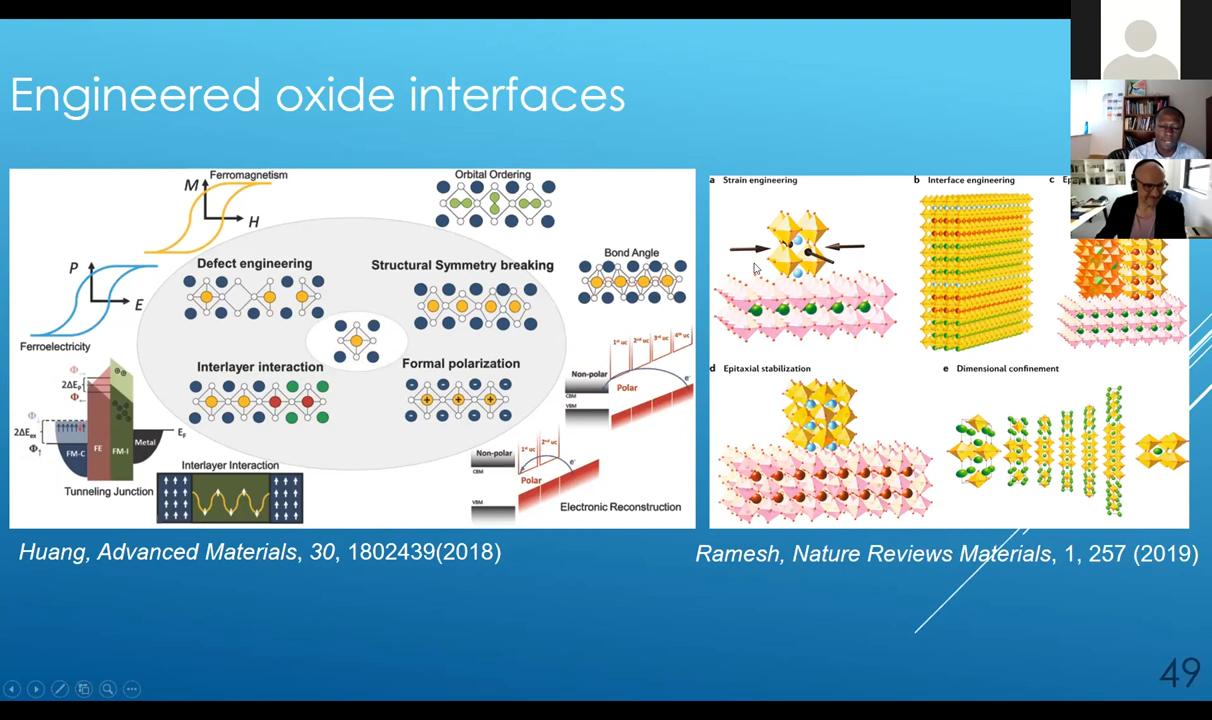 Engineered oxide interfaces
Ferromagnetism
M
H
P
E
Ferroelectricity
Orbital Ordering
Bond Angle
Defect engineering
Structural Symmetry breaking
Interlayer interaction
Formal polarization
2ΔEex
FM-C
FE
FM-I
Metal
EF
Tunneling Junction
Interlayer Interaction
Non-polar
CBM
VBM
Polar
1st uc
2nd uc
e-
1st uc
2nd uc
3rd uc
4th uc
Non-polar
CBM
VBM
Polar
e-
Electronic Reconstruction
a Strain engineering
b Interface engineering
c
d Epitaxial stabilization
e Dimensional confinement
Huang, Advanced Materials, 30, 1802439(2018)
Ramesh, Nature Reviews Materials, 1, 257 (2019)
49